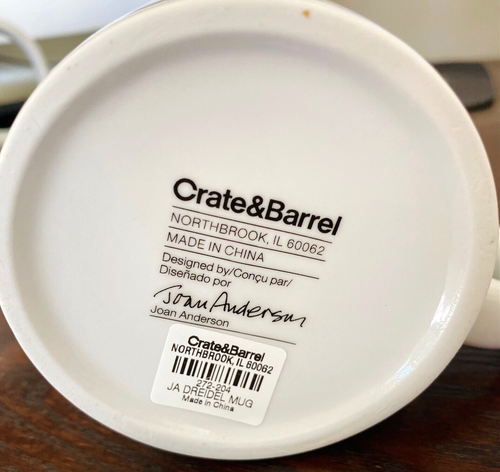 Crate&Barrel
NORTHBROOK, IL 60062
MADE IN CHINA
Designed by/Conçu par/
Diseñado por
Joan Anderson
Joan Anderson
Crate&Barrel
NORTHBROOK, IL 60062
272-204
JA DREIDEL MUG
Made in China